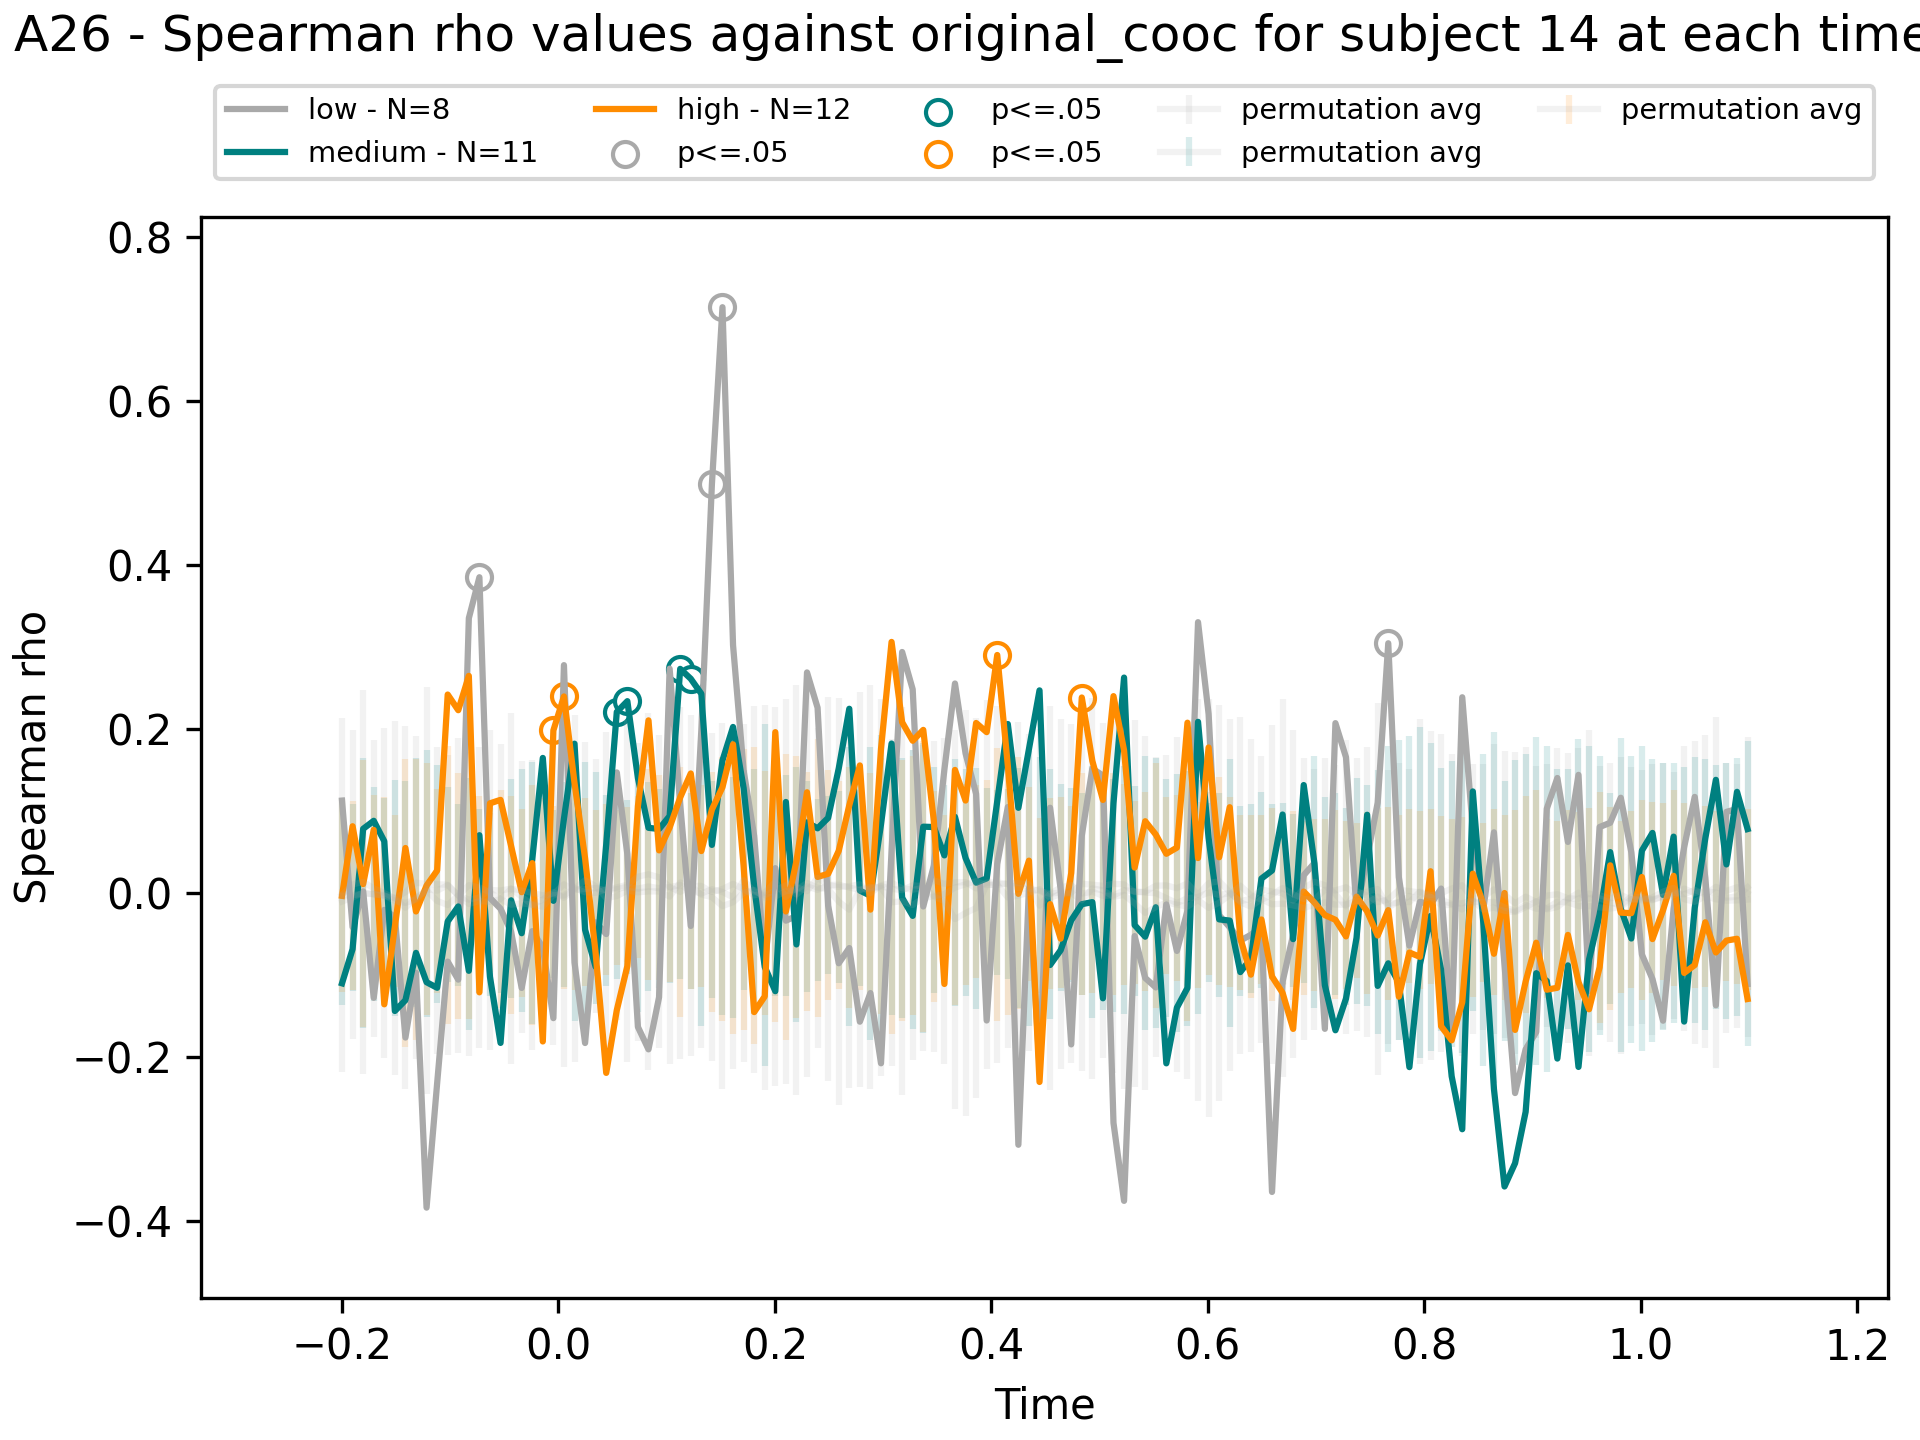 A26 - Spearman rho values against original_cooc for subject 14 at each time
low - N=8
medium - N=11
high - N=12
p<=.05
p<=.05
p<=.05
permutation avg
permutation avg
permutation avg
0.8
0.6
0.4
0.2
0.0
−0.2
−0.4
Spearman rho
−0.2 0.0 0.2 0.4 0.6 0.8 1.0 1.2
Time